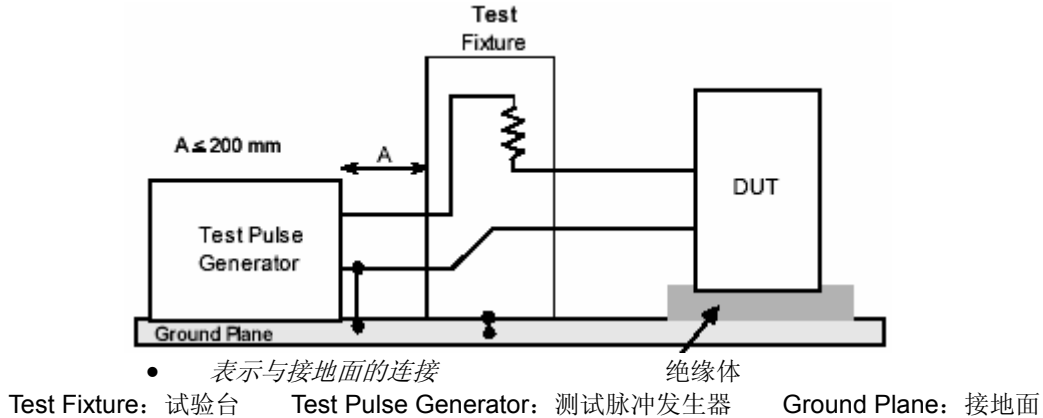 Test
Fixture
A≤200 mm
A
DUT
Test Pulse
Generator
Ground Plane
• 表示与接地面的连接
绝缘体
Test Fixture：试验台 Test Pulse Generator：测试脉冲发生器 Ground Plane：接地面